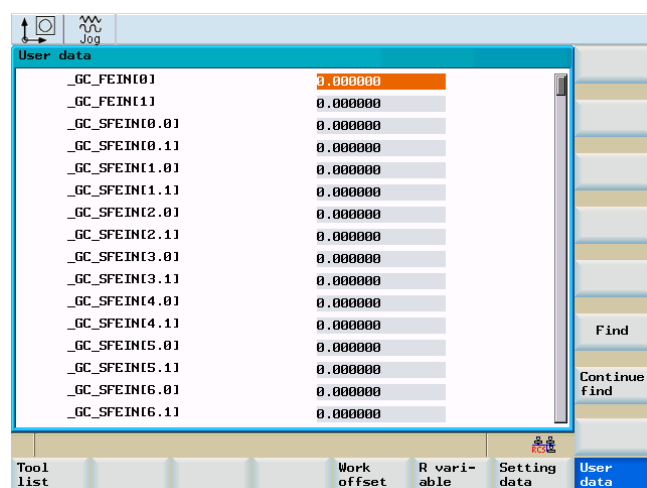 Jog
User data
_GC_FEIN[0] 0.000000
_GC_FEIN[1] 0.000000
_GC_SFEIN[0.0] 0.000000
_GC_SFEIN[0.1] 0.000000
_GC_SFEIN[1.0] 0.000000
_GC_SFEIN[1.1] 0.000000
_GC_SFEIN[2.0] 0.000000
_GC_SFEIN[2.1] 0.000000
_GC_SFEIN[3.0] 0.000000
_GC_SFEIN[3.1] 0.000000
_GC_SFEIN[4.0] 0.000000
_GC_SFEIN[4.1] 0.000000
_GC_SFEIN[5.0] 0.000000
_GC_SFEIN[5.1] 0.000000
_GC_SFEIN[6.0] 0.000000
_GC_SFEIN[6.1] 0.000000
Find
Continue
find
RCS
Tool
list
Work
offset
R vari-
able
Setting
data
User
data